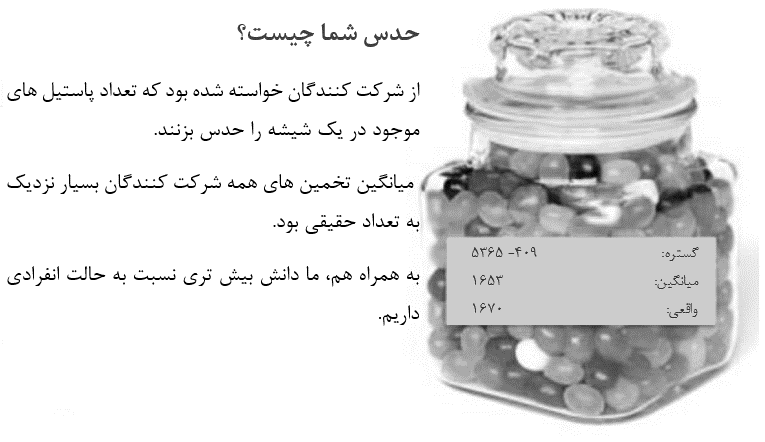 حدس شما چیست؟
از شرکت کنندگان خواسته شده بود که تعداد پاستیل های
موجود در یک شیشه را حدس بزنند.
میانگین تخمین های همه شرکت کنندگان بسیار نزدیک
به تعداد حقیقی بود.
به همراه هم، ما دانش بیش تری نسبت به حالت انفرادی
داریم.
گستره: ۴۰۹- ۵۳۶۵
میانگین: ۱۶۵۳
واقعی: ۱۶۷۰